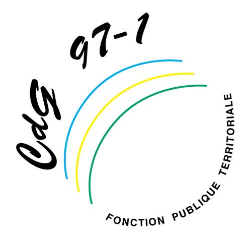 CdG 97-1
FONCTION PUBLIQUE TERRITORIALE